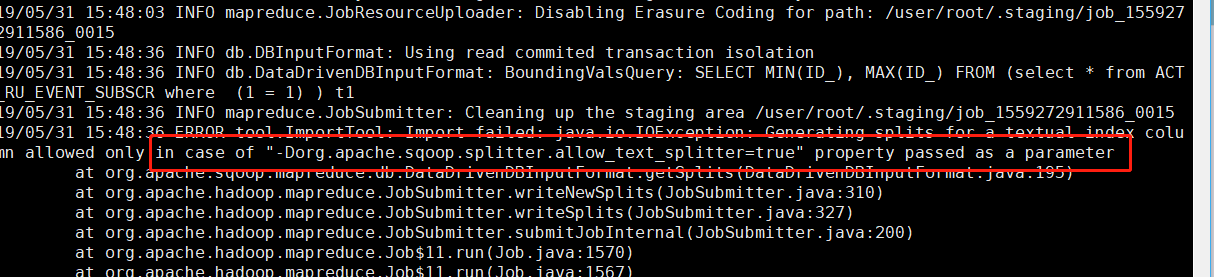 19/05/31 15:48:03 INFO mapreduce.JobResourceUploader: Disabling Erasure Coding for path: /user/root/.staging/job_155927
2911586_0015
19/05/31 15:48:36 INFO db.DBInputFormat: Using read commited transaction isolation
19/05/31 15:48:36 INFO db.DataDrivenDBInputFormat: BoundingValsQuery: SELECT MIN(ID_), MAX(ID_) FROM (select * from ACT
_RU_EVENT_SUBSCR where  (1 = 1) ) t1
19/05/31 15:48:36 INFO mapreduce.JobSubmitter: Cleaning up the staging area /user/root/.staging/job_1559272911586_0015
19/05/31 15:48:36 ERROR tool.ImportTool: Import failed: java.io.IOException: Generating splits for a textual index colu
mn allowed only in case of "-Dorg.apache.sqoop.splitter.allow_text_splitter=true" property passed as a parameter
at org.apache.sqoop.mapreduce.db.DataDrivenDBInputFormat.getSplits(DataDrivenDBInputFormat.java:195)
at org.apache.hadoop.mapreduce.JobSubmitter.writeNewSplits(JobSubmitter.java:310)
at org.apache.hadoop.mapreduce.JobSubmitter.writeSplits(JobSubmitter.java:327)
at org.apache.hadoop.mapreduce.JobSubmitter.submitJobInternal(JobSubmitter.java:200)
at org.apache.hadoop.mapreduce.Job$11.run(Job.java:1570)
at org.apache.hadoop.mapreduce.Job$11.run(Job.java:1567)